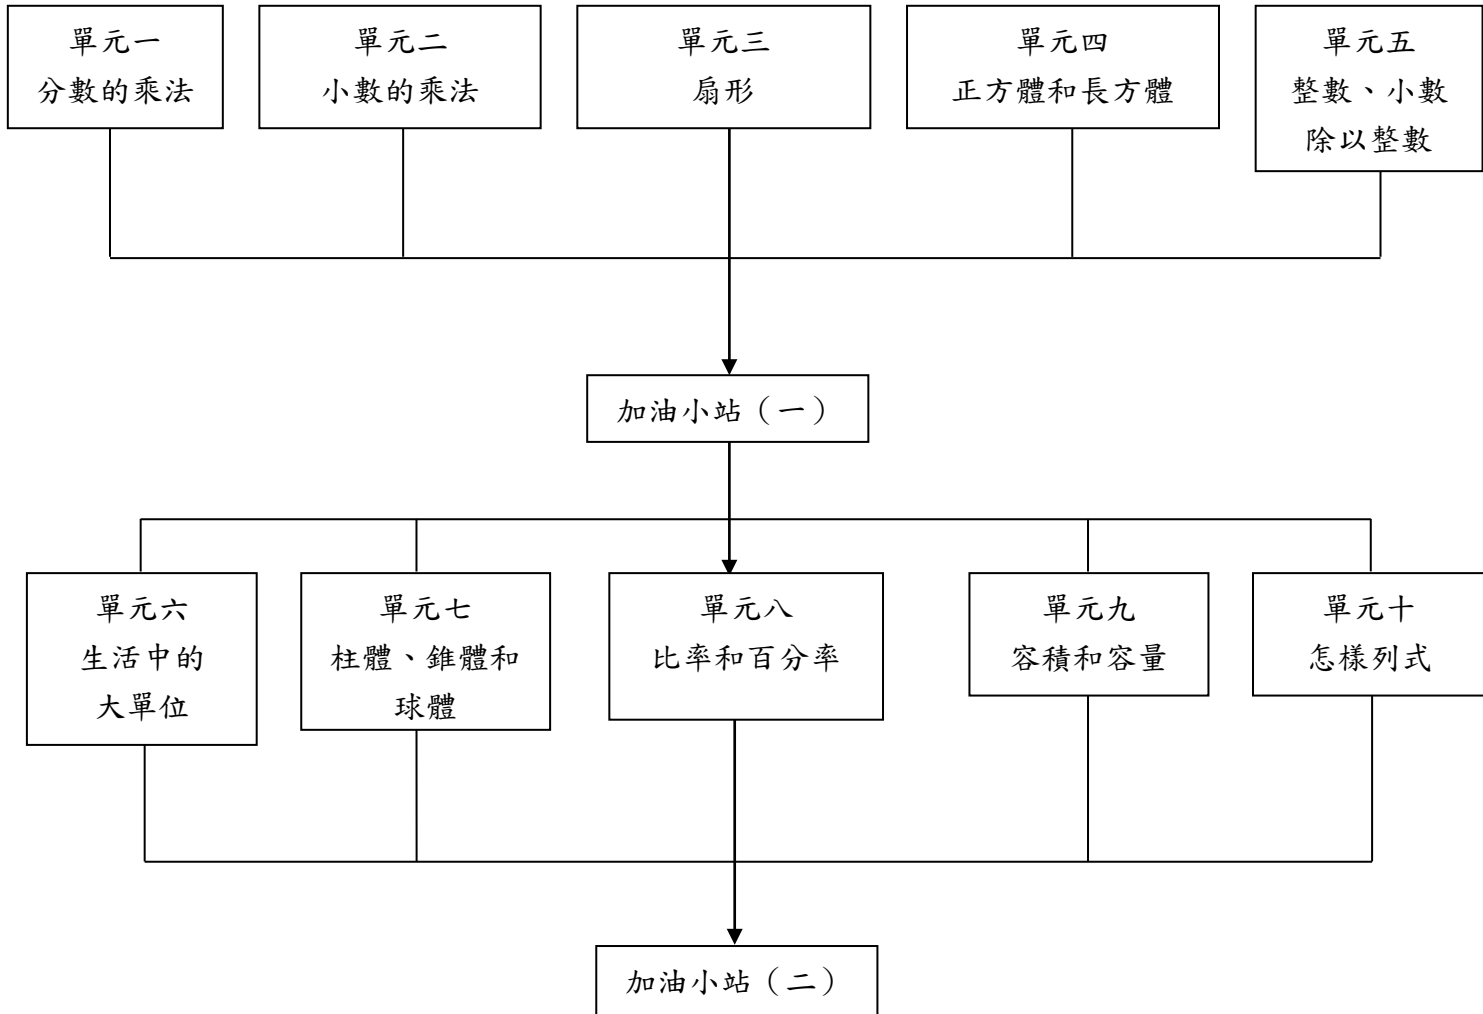 單元一
分數的乘法
單元二
小數的乘法
單元三
扇形
單元四
正方體和長方體
單元五
整數、小數
除以整數
加油小站（一）
單元六
生活中的
大單位
單元七
柱體、錐體和
球體
單元八
比率和百分率
單元九
容積和容量
單元十
怎樣列式
加油小站（二）